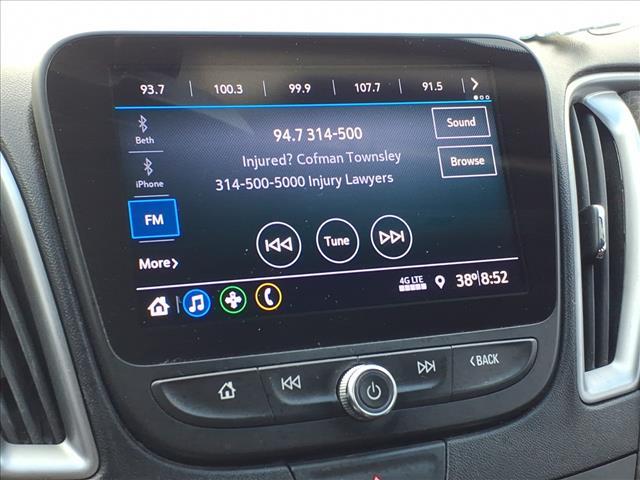 93.7 100.3 99.9 107.7 91.5
Beth
94.7 314-500
Sound
Injured? Cofman Townsley
Browse
iPhone
314-500-5000 Injury Lawyers
FM
Tune
More
4G LTE
38° 8:52
BACK